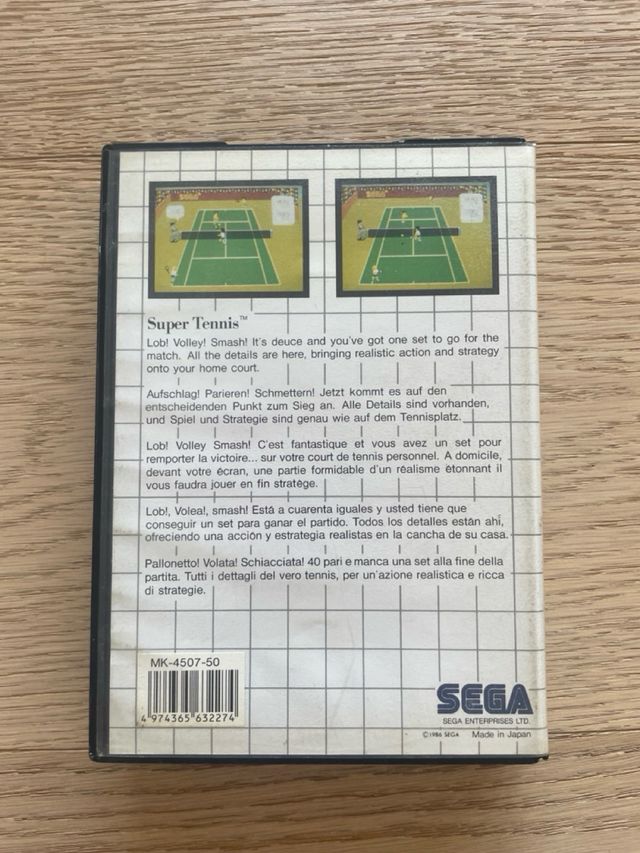 Super Tennis™
Lob! Volley! Smash! It's deuce and you've got one set to go for the
match. All the details are here, bringing realistic action and strategy
onto your home court.
Aufschlag! Parieren! Schmettern! Jetzt kommt es auf den
entscheidenden Punkt zum Sieg an. Alle Details sind vorhanden,
und Spiel und Strategie sind genau wie auf dem Tennisplatz.
Lob! Volley Smash! C'est fantastique et vous avez un set pour
remporter la victoire... sur votre court de tennis personnel. A domicile,
devant votre écran, une partie formidable d'un réalisme étonnant il
vous faudra jouer en fin stratège.
Lob!, Volea!, smash! Está a cuarenta iguales y usted tiene que
conseguir un set para ganar el partido. Todos los detalles están ahí,
ofreciendo una acción y estrategia realistas en la cancha de su casa.
Pallonetto! Volata! Schiacciata! 40 pari e manca una set alla fine della
partita. Tutti i dettagli del vero tennis, per un'azione realistica e ricca
di strategie.
MK-4507-50
4 974365 632274
SEGA
SEGA ENTERPRISES LTD.
©1986 SEGA Made in Japan